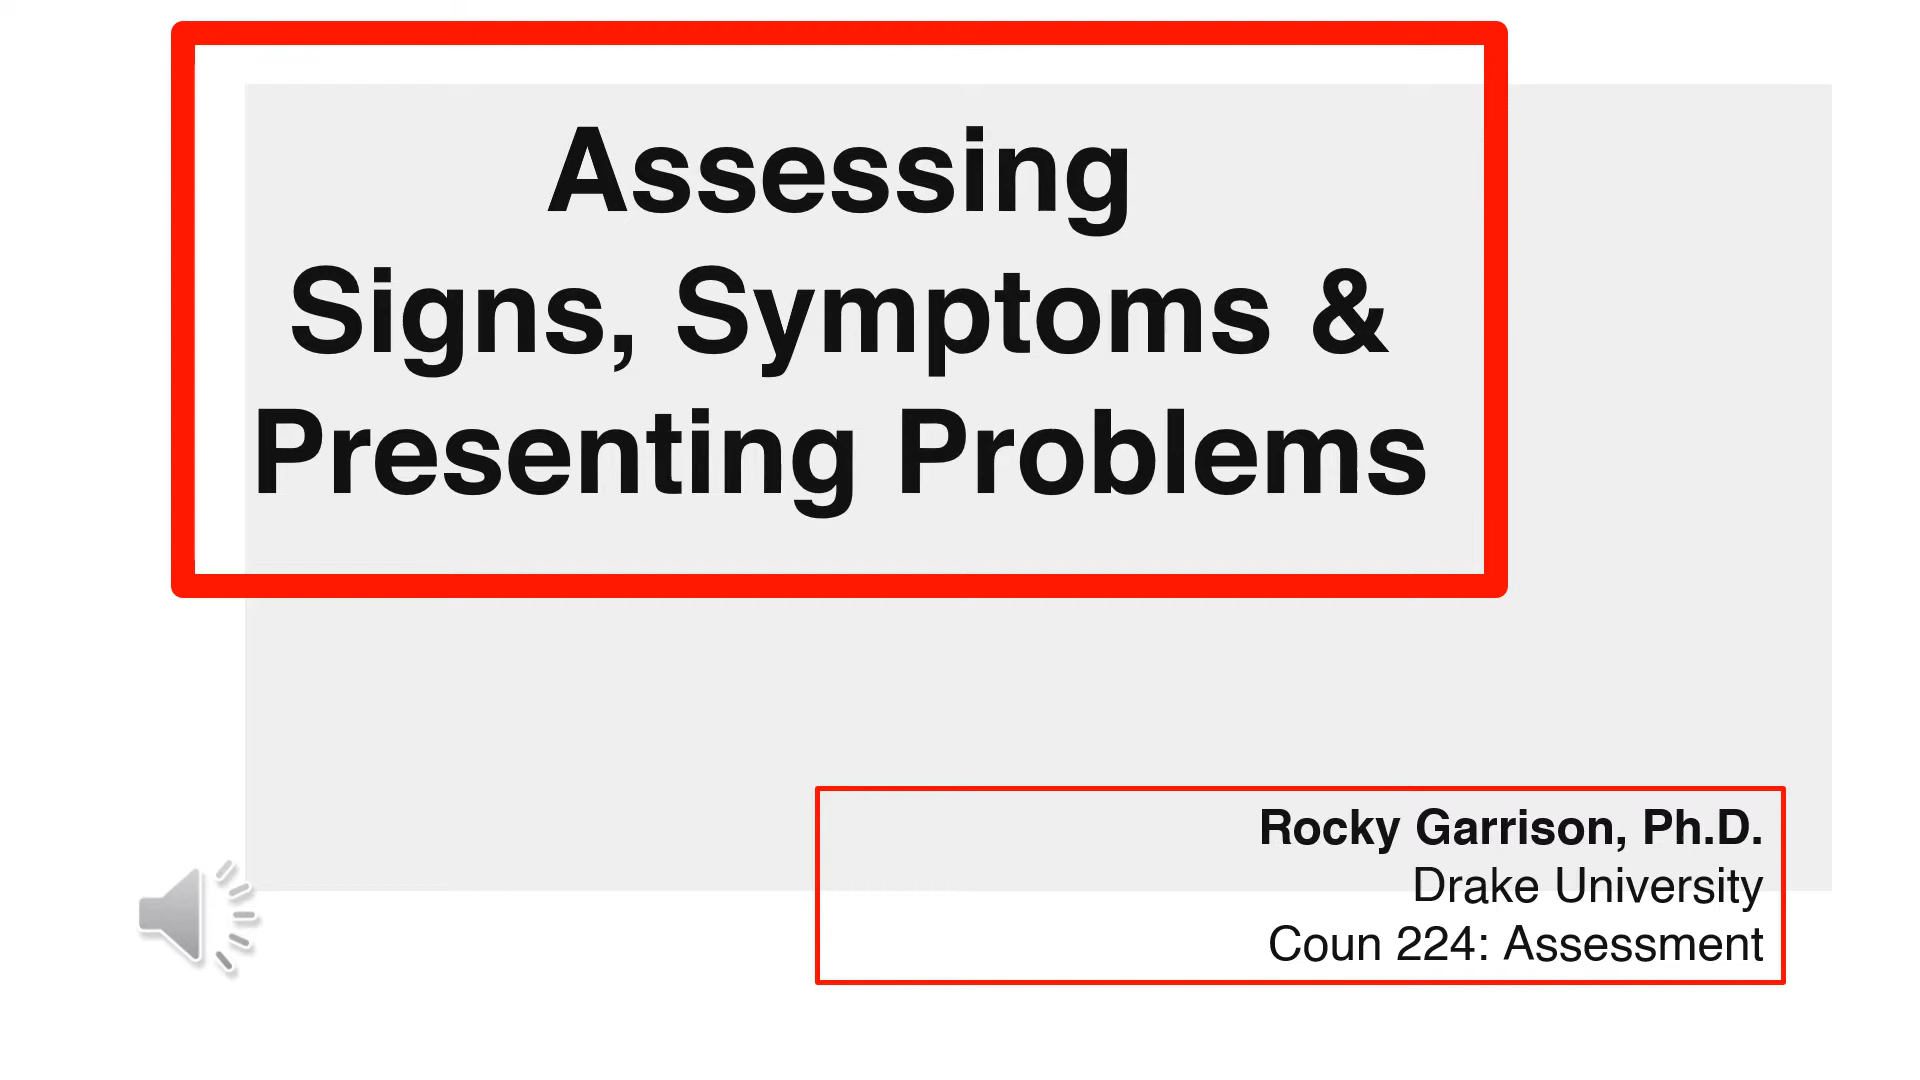 Assessing
Signs, Symptoms &
Presenting Problems
Rocky Garrison, Ph.D.
Drake University
Coun 224: Assessment